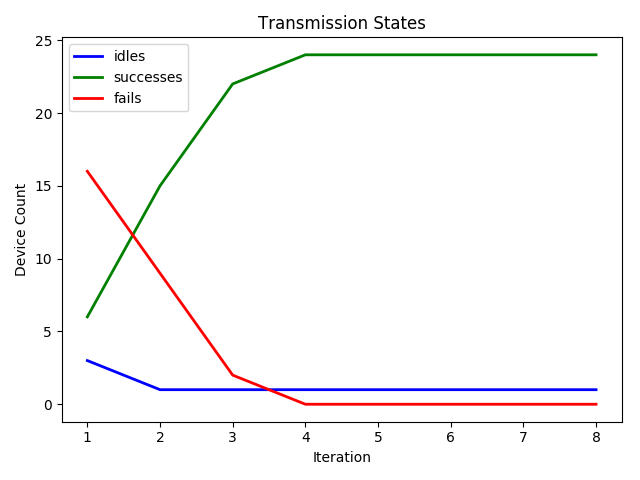 Transmission States
idles
successes
fails
25
20
15
10
5
0
Device Count
1 2 3 4 5 6 7 8
Iteration